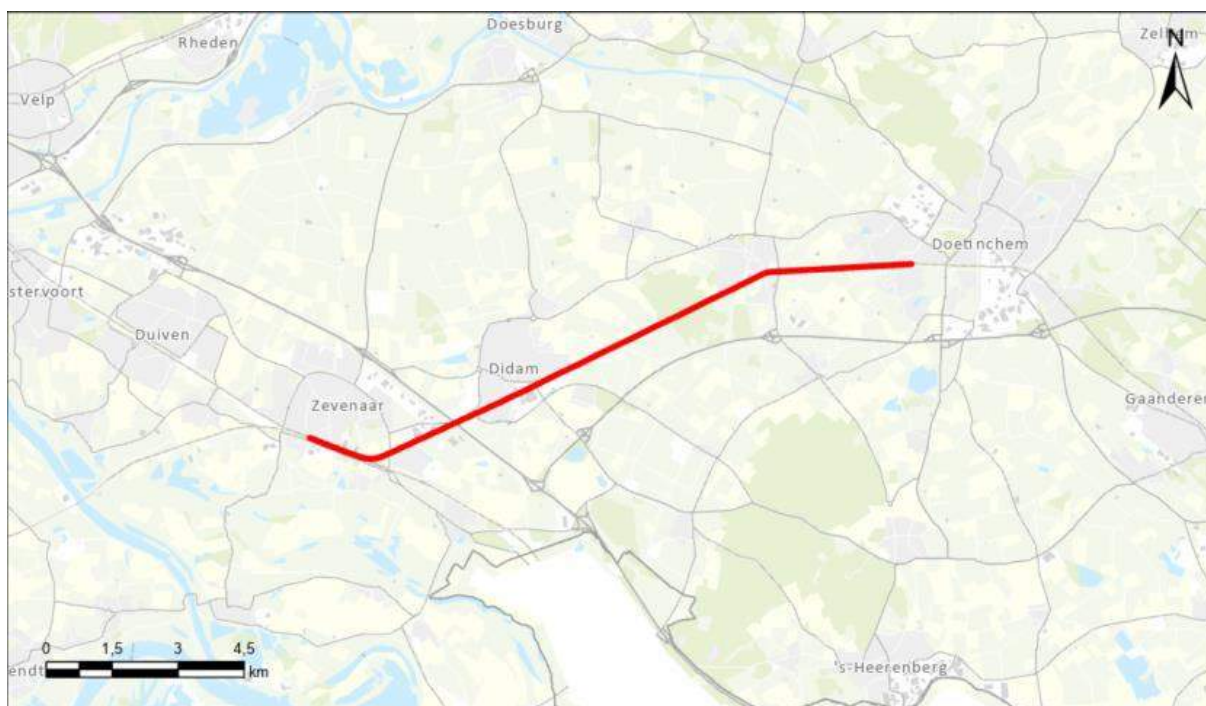 Doesburg
Rheden
Zelhem
N
Velp
Doetinchem
stervoort
Duiven
Didam
Zevenaar
Gaanderen
0 1,5 3 4,5
km
endt
's-Heerenberg